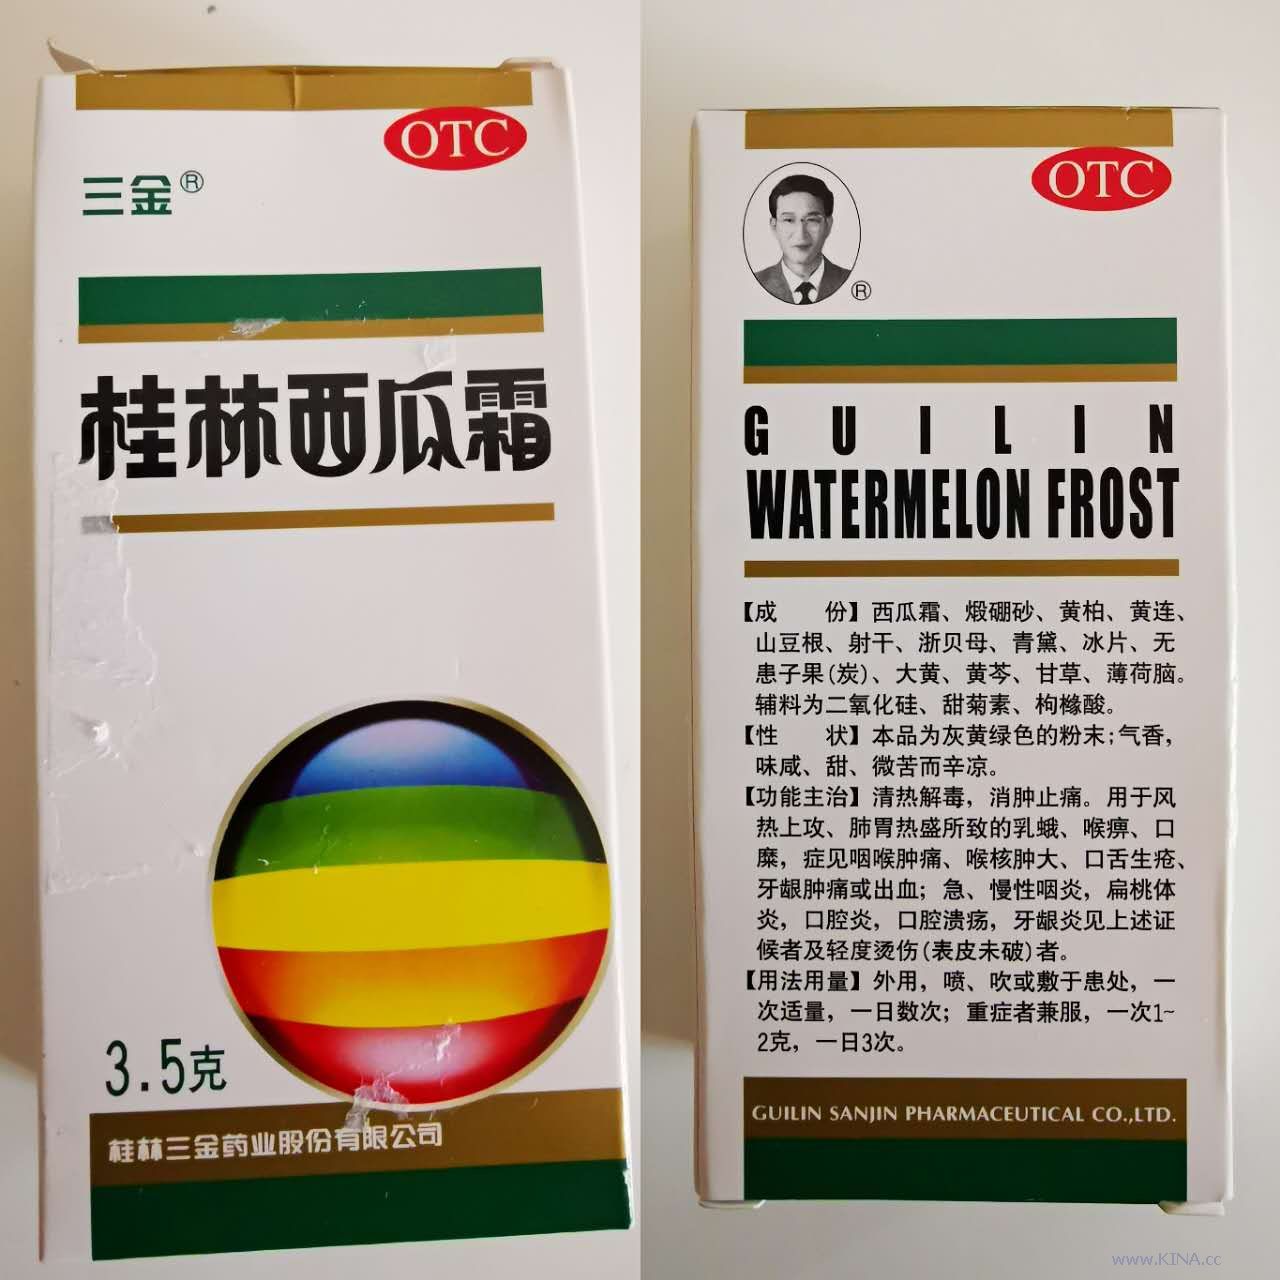 OTC
三金®
桂林西瓜霜
3.5克
桂林三金药业股份有限公司
OTC
®
GUILIN
WATERMELON FROST
【成　　份】西瓜霜、煅硼砂、黄柏、黄连、
山豆根、射干、浙贝母、青黛、冰片、无
患子果(炭)、大黄、黄芩、甘草、薄荷脑。
辅料为二氧化硅、甜菊素、枸橼酸。
【性　　状】本品为灰黄绿色的粉末;气香,
味咸、甜、微苦而辛凉。
【功能主治】清热解毒，消肿止痛。用于风
热上攻、肺胃热盛所致的乳蛾、喉痹、口
糜，症见咽喉肿痛、喉核肿大、口舌生疮、
牙龈肿痛或出血；急、慢性咽炎，扁桃体
炎，口腔炎，口腔溃疡，牙龈炎见上述证
候者及轻度烫伤(表皮未破)者。
【用法用量】外用，喷、吹或敷于患处，一
次适量，一日数次；重症者兼服，一次1~
2克，一日3次。
GUILIN SANJIN PHARMACEUTICAL CO.,LTD.
www.KINA.cc